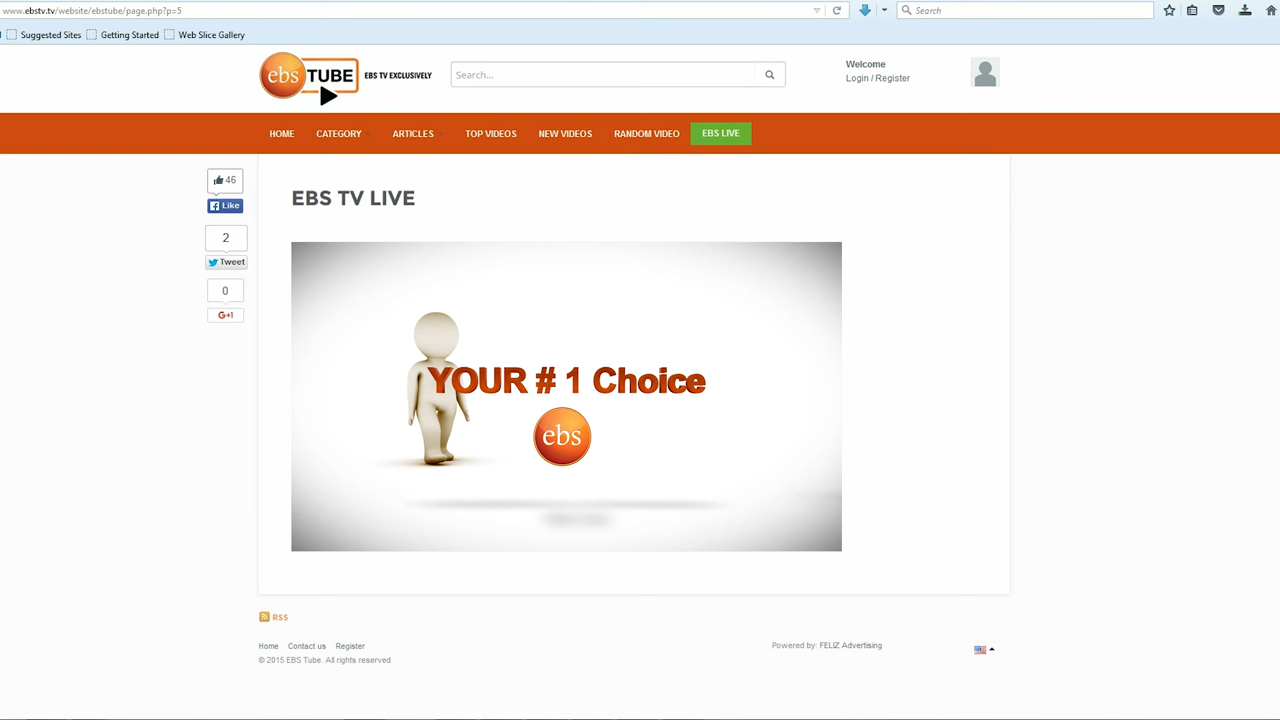 www.ebstv.tv/website/ebstube/page.php?p=5
Search
Suggested Sites Getting Started Web Slice Gallery
ebs TUBE EBS TV EXCLUSIVELY
Search...
Welcome
Login / Register
HOME CATEGORY ARTICLES TOP VIDEOS NEW VIDEOS RANDOM VIDEO EBS LIVE
46
Like
2
Tweet
0
G+1
EBS TV LIVE
YOUR # 1 Choice
ebs
RSS
Home Contact us Register
Powered by: FELIZ Advertising
© 2015 EBS Tube. All rights reserved